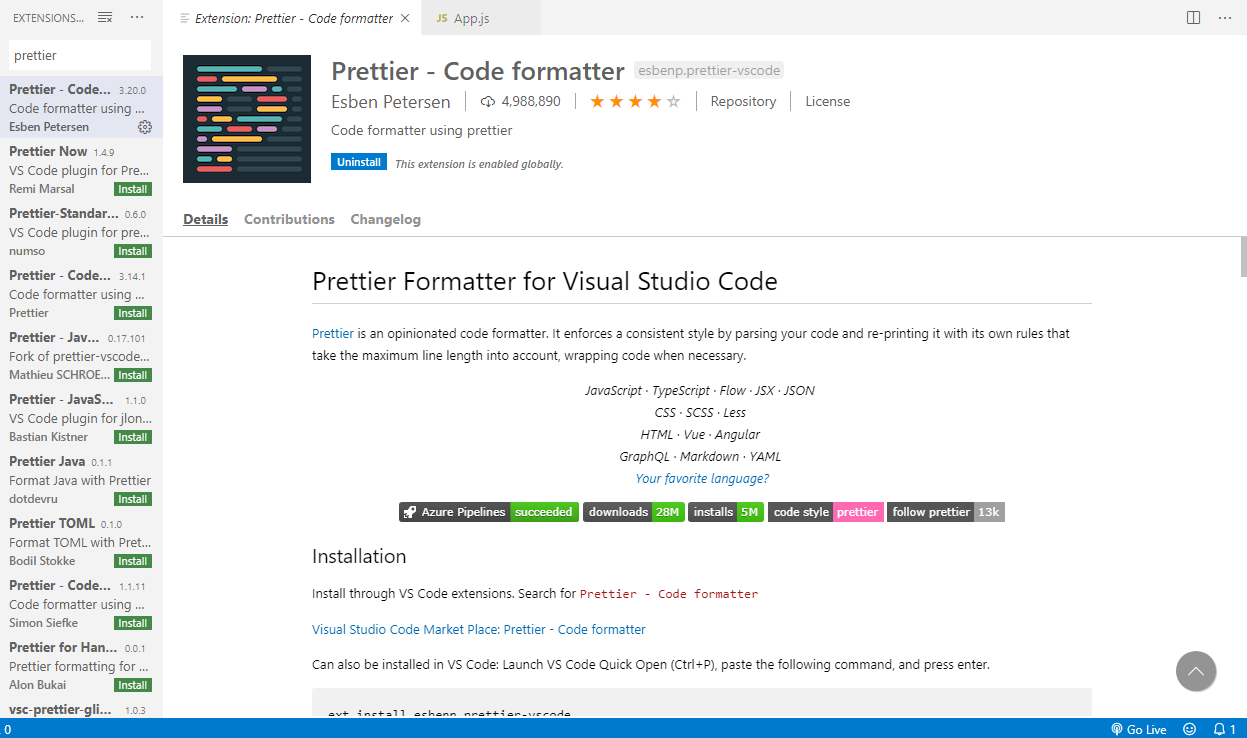 EXTENSIONS...
prettier
Prettier - Code... 3.20.0
Code formatter using ...
Esben Petersen
Prettier Now 1.4.9
VS Code plugin for Pre...
Remi Marsal Install
Prettier-Standar... 0.6.0
VS Code plugin for pre...
numso Install
Prettier - Code... 3.14.1
Code formatter using ...
Prettier Install
Prettier - Jav... 0.17.101
Fork of prettier-vscode...
Mathieu SCHROE... Install
Prettier - JavaS... 1.1.0
VS Code plugin for jlon...
Bastian Kistner Install
Prettier Java 0.1.1
Format Java with Prettier
dotdevru Install
Prettier TOML 0.1.0
Format TOML with Pret...
Bodil Stokke Install
Prettier - Code... 1.1.11
Code formatter using ...
Simon Siefke Install
Prettier for Han... 0.0.1
Prettier formatting for ...
Alon Bukai Install
vsc-prettier-gli... 1.0.3
Extension: Prettier - Code formatter
JS App.js
Prettier - Code formatter esbenp.prettier-vscode
Esben Petersen 4,988,890 Repository License
Code formatter using prettier
Uninstall This extension is enabled globally.
Details Contributions Changelog
Prettier Formatter for Visual Studio Code
Prettier is an opinionated code formatter. It enforces a consistent style by parsing your code and re-printing it with its own rules that
take the maximum line length into account, wrapping code when necessary.
JavaScript · TypeScript · Flow · JSX · JSON
CSS · SCSS · Less
HTML · Vue · Angular
GraphQL · Markdown · YAML
Your favorite language?
Azure Pipelines succeeded downloads 28M installs 5M code style prettier follow prettier 13k
Installation
Install through VS Code extensions. Search for Prettier - Code formatter
Visual Studio Code Market Place: Prettier - Code formatter
Can also be installed in VS Code: Launch VS Code Quick Open (Ctrl+P), paste the following command, and press enter.
ext install esbenp.prettier-vscode
0 Go Live 1